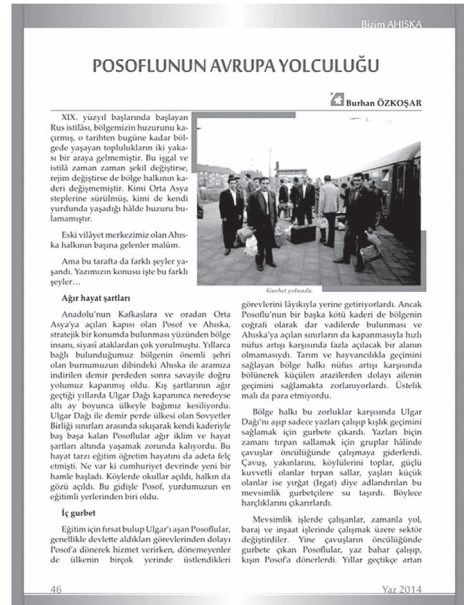 Bizim AHISKA
POSOFLUNUN AVRUPA YOLCULUĞU
Burhan ÖZKOŞAR
XIX. yüzyıl başlarında başlayan
Rus istilâsı, bölgemizin huzurunu ka-
çırmış, o tarihten bugüne kadar böl-
gede yaşayan toplulukların iki yaka-
sı bir araya gelmemiştir. Bu işgal ve
istilâ zaman zaman şekil değiştirse,
rejim değiştirse de bölge halkının ka-
deri değişmemiştir. Kimi Orta Asya
steplerine sürülmüş, kimi de kendi
yurdunda yaşadığı hâlde huzuru bu-
lamamıştır.
Eski vilâyet merkezimiz olan Ahıs-
ka halkının başına gelenler malûm.
Ama bu tarafta da farklı şeyler ya-
şandı. Yazımızın konusu işte bu farklı
şeyler…
Ağır hayat şartları
Anadolu'nun Kafkaslara ve oradan Orta
Asya'ya açılan kapısı olan Posof ve Ahıska,
stratejik bir konumda bulunması yüzünden bölge
insanı, siyasî ataklardan çok yorulmuştu. Yıllarca
bağlı bulunduğumuz bölgenin önemli şehri
olan burnumuzun dibindeki Ahıska ile aramıza
indirilen demir perdeden sonra savaiyle doğru
yolumuz kapanmış oldu. Kış şartlarının ağır
geçtiği yıllarda Ulgar Dağı kapanınca neredeyse
altı ay boyunca ülkeyle bağımız kesiliyordu.
Ulgar Dağı ile demir perde ülkesi olan Sovyetler
Birliği sınırları arasında sıkışarak kendi kaderiyle
baş başa kalan Posoflular ağır iklim ve hayat
şartları altında yaşamak zorunda kalıyordu. Bu
hayat tarzı eğitim öğretim hayatını da adeta felç
etmişti. Ne var ki cumhuriyet devrinde yeni bir
hamle başladı. Köylerde okullar açıldı, halkın da
gözü açıldı. Bu gidişle Posof, yurdumuzun en
eğitimli yerlerinden biri oldu.
İç gurbet
Eğitim için fırsat bulup Ulgar'ı aşan Posoflular,
genellikle devlette aldıkları görevlerinden dolayı
Posof'a dönerek hizmet verirken, dönemeyenler
de ülkenin birçok yerinde üstlendikleri
Gurbet yolunda.
görevlerini lâyıkıyla yerine getiriyorlardı. Ancak
Posoflu'nun bir başka kötü kaderi de bölgenin
coğrafi olarak dar vadilerde bulunması ve
Ahıska'ya açılan sınırların da kapanmasıyla hızlı
nüfus artışı karşısında fazla açılacak bir alanın
olmamasıydı. Tarım ve hayvancılıkla geçimini
sağlayan bölge halkı nüfus artışı karşısında
bölünerek küçülen arazilerden dolayı ailenin
geçimini sağlamakta zorlanıyorlardı. Üstelik
malı da para etmiyordu.
Bölge halkı bu zorluklar karşısında Ulgar
Dağı'nı aşıp sadece yazları çalışıp kışlık geçimini
sağlamak için gurbete çıkardı. Yazları biçin
zamanı tırpan sallamak için gruplar hâlinde
çavuşlar öncülüğünde çalışmaya giderlerdi.
Çavuş, yakınlarını, köylülerini toplar, güçlü
kuvvetli olanlar tırpan sallar, yaşları küçük
olanlar ise yırğat (Irgat) diye adlandırılan bu
mevsimlik gurbetçilere su taşırdı. Böylece
harçlıklarını çıkarırlardı.
Mevsimlik işlerde çalışanlar, zamanla yol,
baraj ve inşaat işlerinde çalışmak üzere sektör
değiştirdiler. Yine çavuşların öncülüğünde
gurbete çıkan Posoflular, yaz bahar çalışıp,
kışın Posof'a dönerlerdi. Yıllar geçtikçe artan
46
Yaz 2014